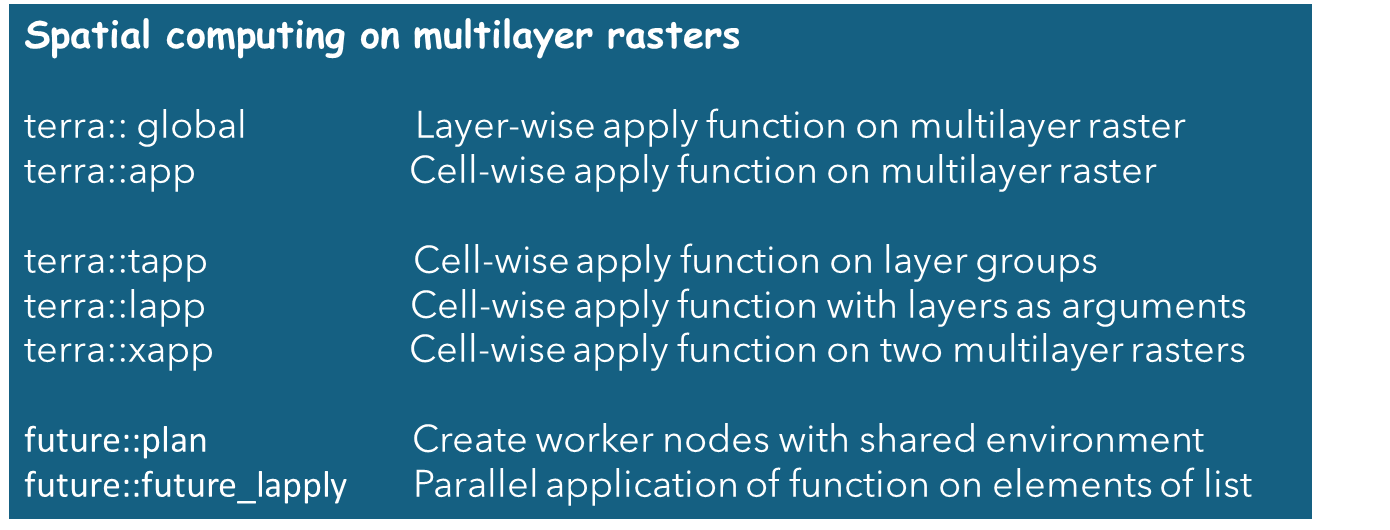 Spatial computing on multilayer rasters
terra:: global Layer-wise apply function on multilayer raster
terra::app Cell-wise apply function on multilayer raster
terra::tapp Cell-wise apply function on layer groups
terra::lapp Cell-wise apply function with layers as arguments
terra::xapp Cell-wise apply function on two multilayer rasters
future::plan Create worker nodes with shared environment
future::future_lapply Parallel application of function on elements of list